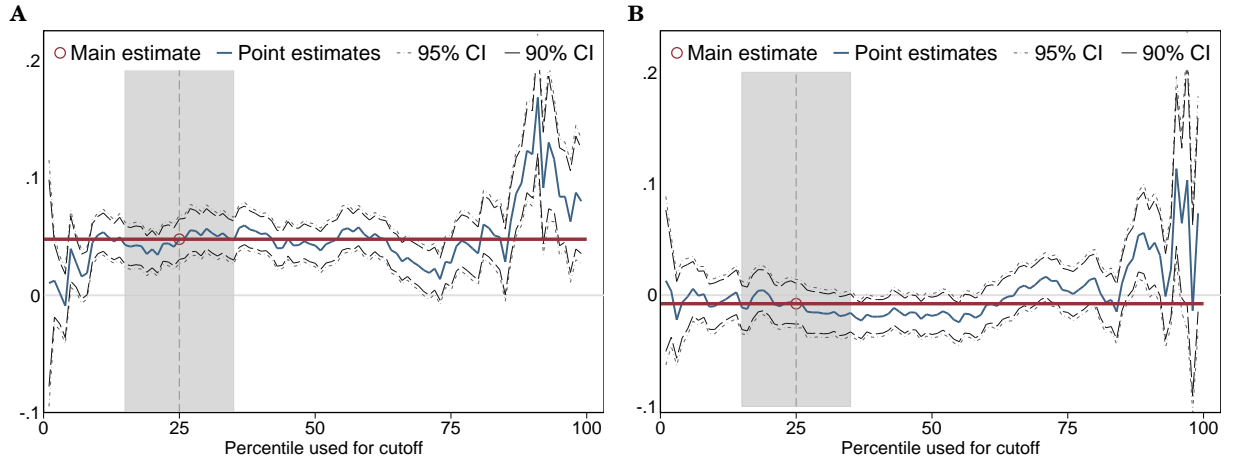 A
Main estimate Point estimates 95% CI 90% CI
.2
.1
0
-.1
0 25 50 75 100
Percentile used for cutoff
B
Main estimate Point estimates 95% CI 90% CI
.2
.1
0
-.1
0 25 50 75 100
Percentile used for cutoff